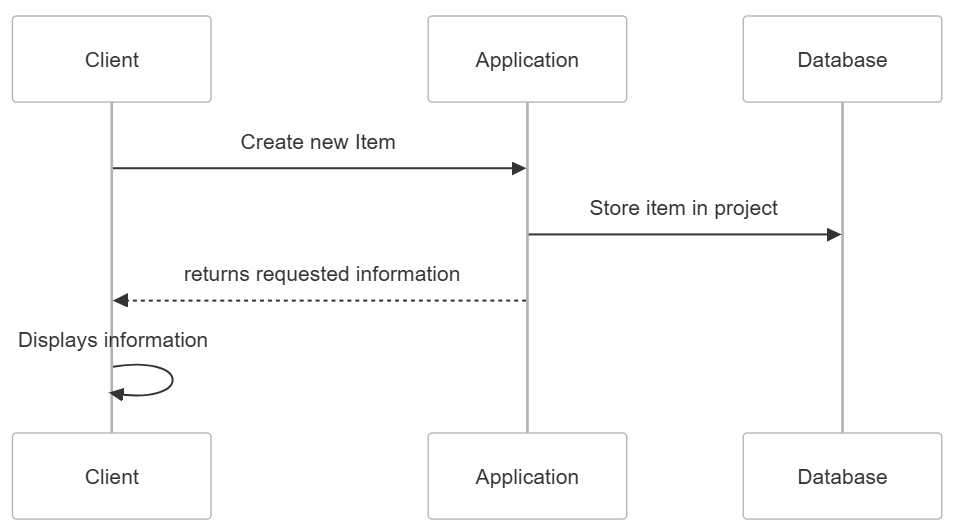 Client
Application
Database
Create new Item
Store item in project
returns requested information
Displays information
Client
Application
Database